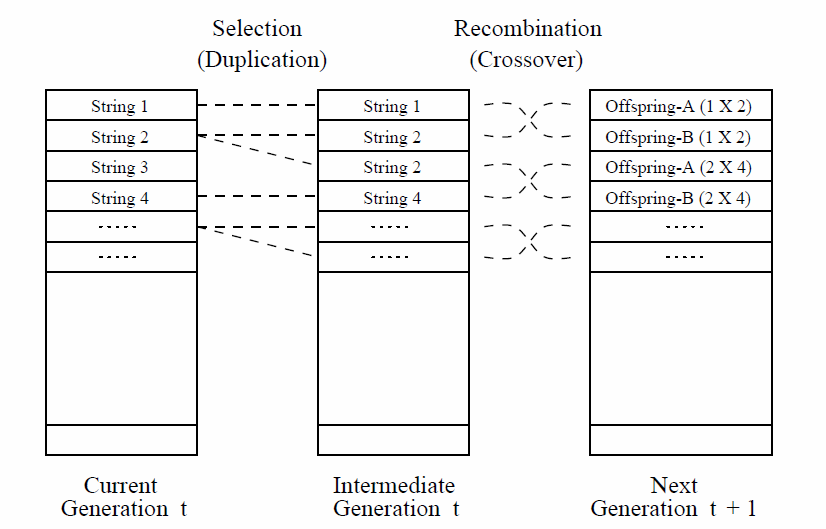 Selection
(Duplication)
Recombination
(Crossover)
String 1
String 2
String 3
String 4
.....
.....
String 1
String 2
String 2
String 4
.....
.....
Offspring-A (1 X 2)
Offspring-B (1 X 2)
Offspring-A (2 X 4)
Offspring-B (2 X 4)
.....
.....
Current
Generation t
Intermediate
Generation t
Next
Generation t + 1